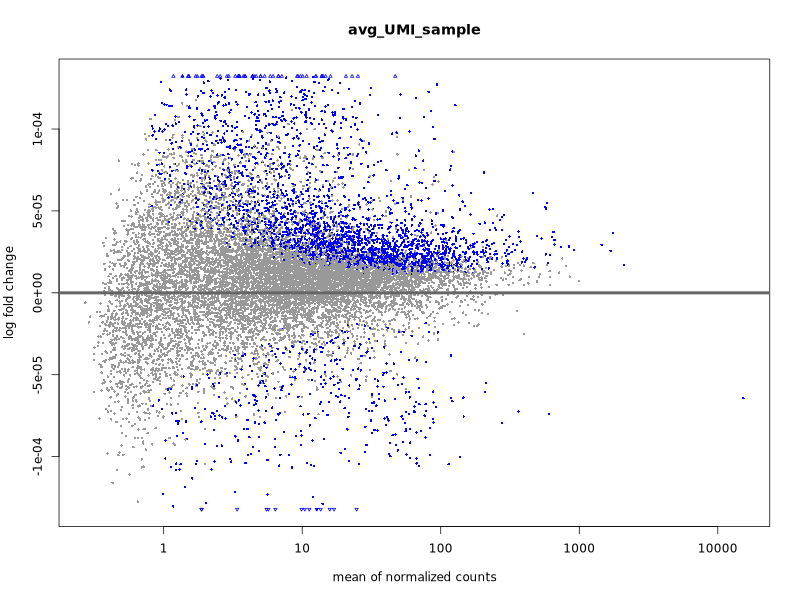 avg_UMI_sample
log fold change
1e-04
5e-05
0e+00
-5e-05
-1e-04
1
10
100
1000
10000
mean of normalized counts